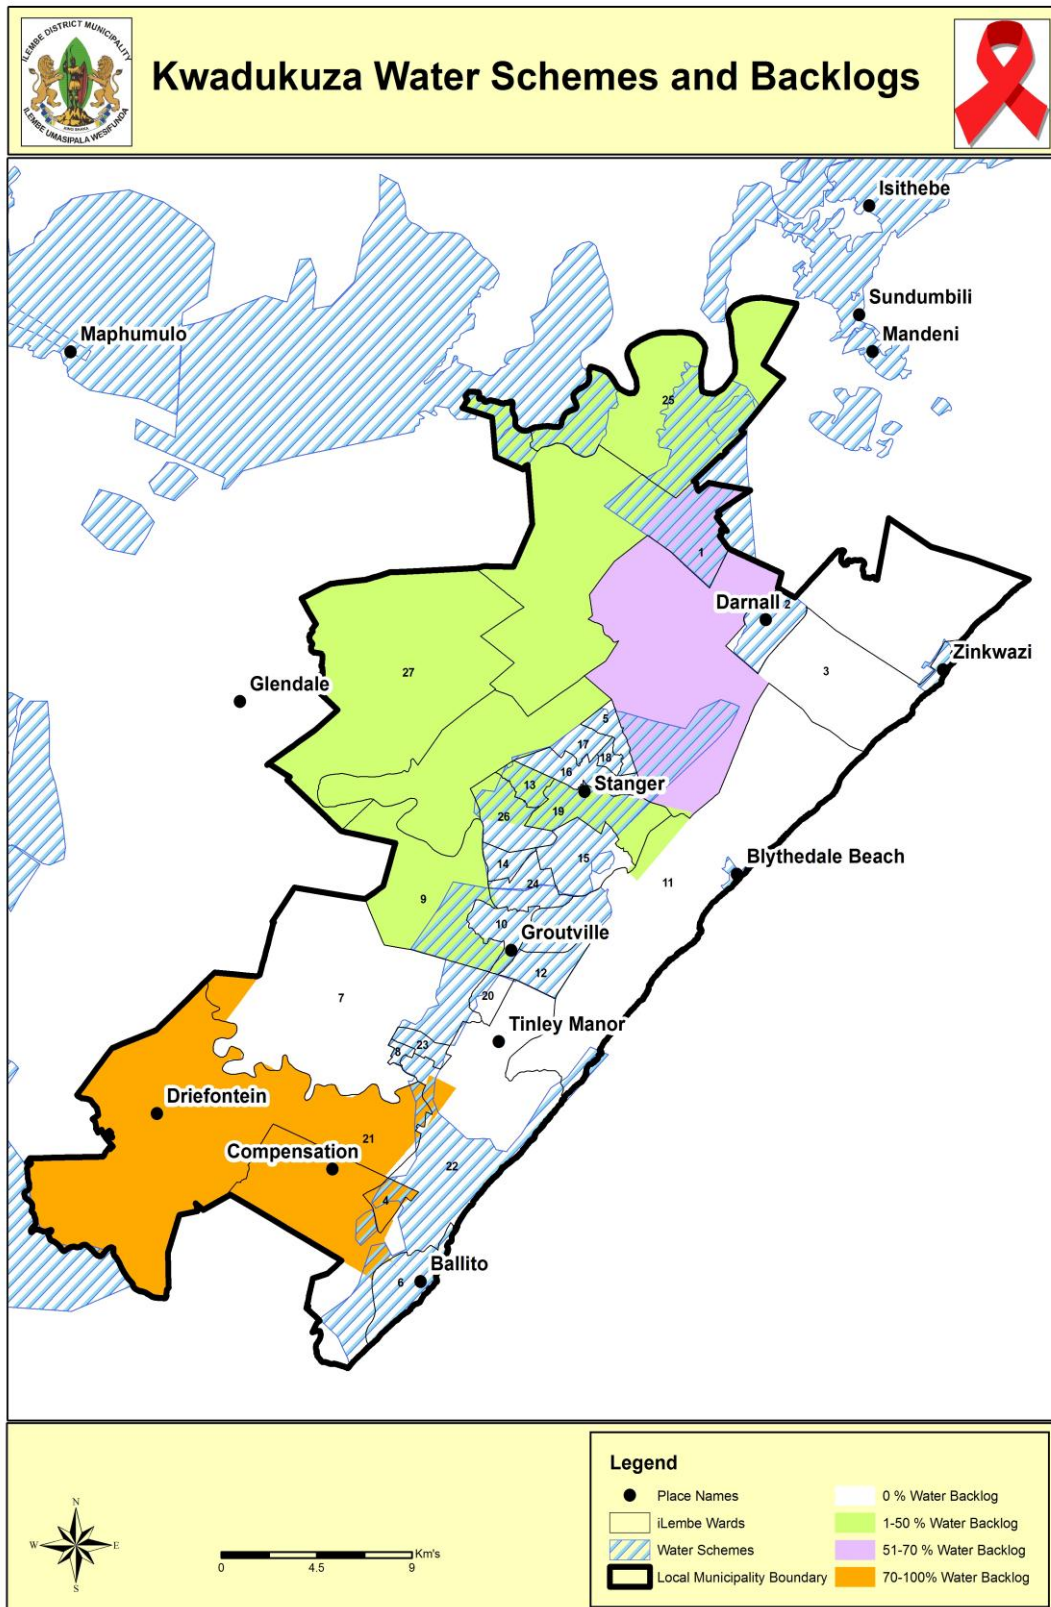 ILEMBE DISTRICT MUNICIPALITY
ILEMBE UMASIPALA WESIFUNDA
Kwadukuza Water Schemes and Backlogs
Isithebe
Sundumbili
Maphumulo
Mandeni
25
1
Darnall
2
Zinkwazi
3
27
Glendale
5
17
18
16
13
Stanger
19
26
15
14
Blythedale Beach
24
11
9
10
Groutville
12
7
20
Tinley Manor
23
8
Driefontein
21
Compensation
22
4
6
Ballito
N
W E
S
Km's
0 4.5 9
Legend
Place Names
iLembe Wards
Water Schemes
Local Municipality Boundary
0 % Water Backlog
1-50 % Water Backlog
51-70 % Water Backlog
70-100% Water Backlog